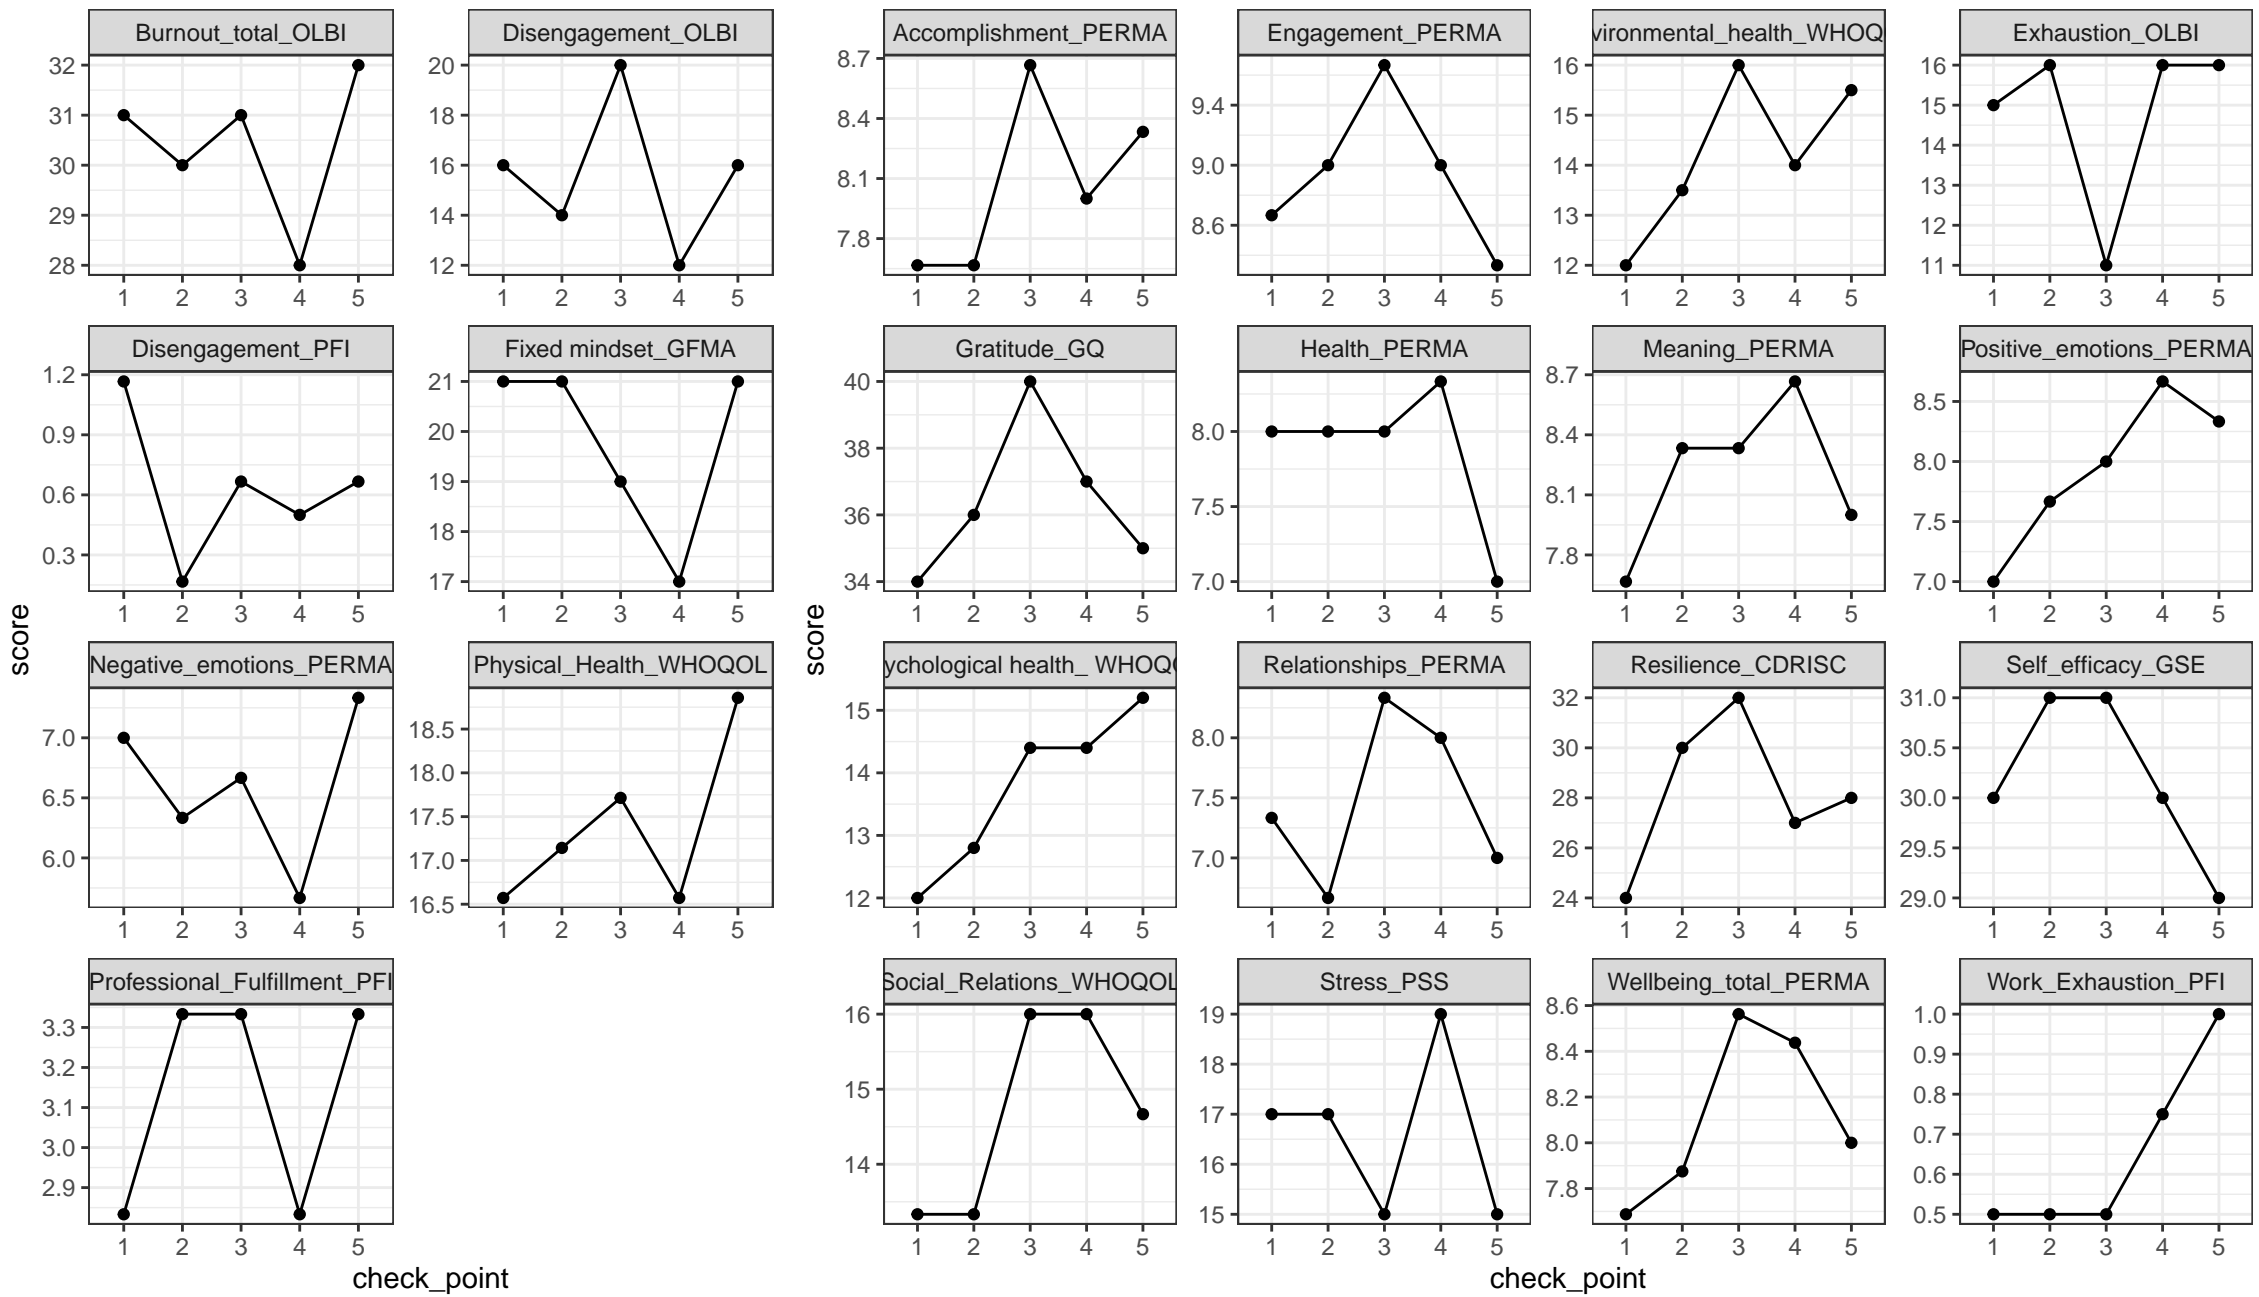 Burnout_total_OLBI
Disengagement_OLBI
Accomplishment_PERMA
Engagement_PERMA
vironmental_health_WHOQ
Exhaustion_OLBI
32
31
30
29
28
1 2 3 4 5
20
18
16
14
12
1 2 3 4 5
8.7
8.4
8.1
7.8
1 2 3 4 5
9.4
9.0
8.6
1 2 3 4 5
16
15
14
13
12
1 2 3 4 5
16
15
14
13
12
11
1 2 3 4 5
Disengagement_PFI
Fixed mindset_GFMA
Gratitude_GQ
Health_PERMA
Meaning_PERMA
Positive_emotions_PERMA
1.2
0.9
0.6
0.3
1 2 3 4 5
21
20
19
18
17
1 2 3 4 5
40
38
36
34
1 2 3 4 5
8.0
7.5
7.0
1 2 3 4 5
8.7
8.4
8.1
7.8
1 2 3 4 5
8.5
8.0
7.5
7.0
1 2 3 4 5
score
score
Negative_emotions_PERMA
Physical_Health_WHOQOL
ychological health_ WHOQ
Relationships_PERMA
Resilience_CDRISC
Self_efficacy_GSE
7.0
6.5
6.0
1 2 3 4 5
18.5
18.0
17.5
17.0
16.5
1 2 3 4 5
15
14
13
12
1 2 3 4 5
8.0
7.5
7.0
1 2 3 4 5
32
30
28
26
24
1 2 3 4 5
31.0
30.5
30.0
29.5
29.0
1 2 3 4 5
Professional_Fulfillment_PFI
Social_Relations_WHOQOL
Stress_PSS
Wellbeing_total_PERMA
Work_Exhaustion_PFI
3.3
3.2
3.1
3.0
2.9
1 2 3 4 5
16
15
14
1 2 3 4 5
19
18
17
16
15
1 2 3 4 5
8.6
8.4
8.2
8.0
7.8
1 2 3 4 5
1.0
0.9
0.8
0.7
0.6
0.5
1 2 3 4 5
check_point
check_point